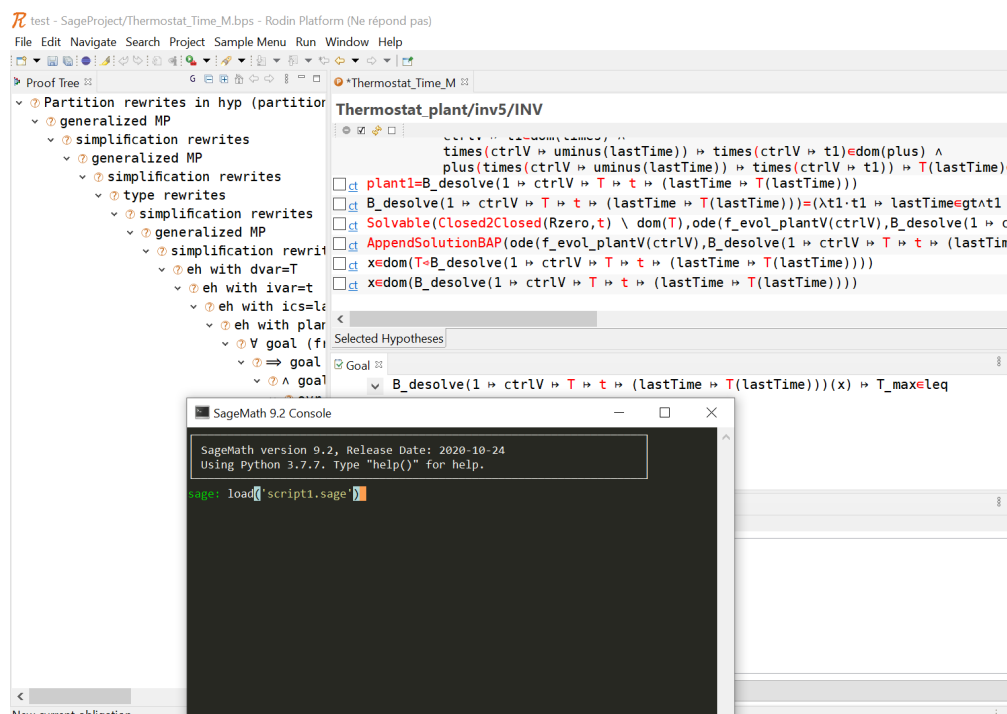 test - SageProject/Thermostat_Time_M.bps - Rodin Platform (Ne répond pas)
File Edit Navigate Search Project Sample Menu Run Window Help
Proof Tree
*Thermostat_Time_M
Partition rewrites in hyp (partition
generalized MP
simplification rewrites
generalized MP
simplification rewrites
type rewrites
simplification rewrites
generalized MP
simplification rewrit
eh with dvar=T
eh with ivar=t
eh with ics=la
eh with plan
∀ goal (fr
⇒ goal
∧ goal
Thermostat_plant/inv5/INV
times(ctrlV ↦ uminus(lastTime)) ↦ times(ctrlV ↦ t1)∈dom(plus) ∧
plus(times(ctrlV ↦ uminus(lastTime)) ↦ times(ctrlV ↦ t1)) ↦ T(lastTime)
ct plant1=B_desolve(1 ↦ ctrlV ↦ T ↦ t ↦ (lastTime ↦ T(lastTime)))
ct B_desolve(1 ↦ ctrlV ↦ T ↦ t ↦ (lastTime ↦ T(lastTime)))=(λt1·t1 ↦ lastTime∈gt∧t1
ct Solvable(Closed2Closed(Rzero,t) \ dom(T),ode(f_evol_plantV(ctrlV),B_desolve(1 ↦ c
ct AppendSolutionBAP(ode(f_evol_plantV(ctrlV),B_desolve(1 ↦ ctrlV ↦ T ↦ t ↦ (lastTim
ct x∈dom(T⩤B_desolve(1 ↦ ctrlV ↦ T ↦ t ↦ (lastTime ↦ T(lastTime))))
ct x∈dom(B_desolve(1 ↦ ctrlV ↦ T ↦ t ↦ (lastTime ↦ T(lastTime))))
Selected Hypotheses
Goal
B_desolve(1 ↦ ctrlV ↦ T ↦ t ↦ (lastTime ↦ T(lastTime)))(x) ↦ T_max∈leq
SageMath 9.2 Console
SageMath version 9.2, Release Date: 2020-10-24
Using Python 3.7.7. Type "help()" for help.
sage: load('script1.sage')